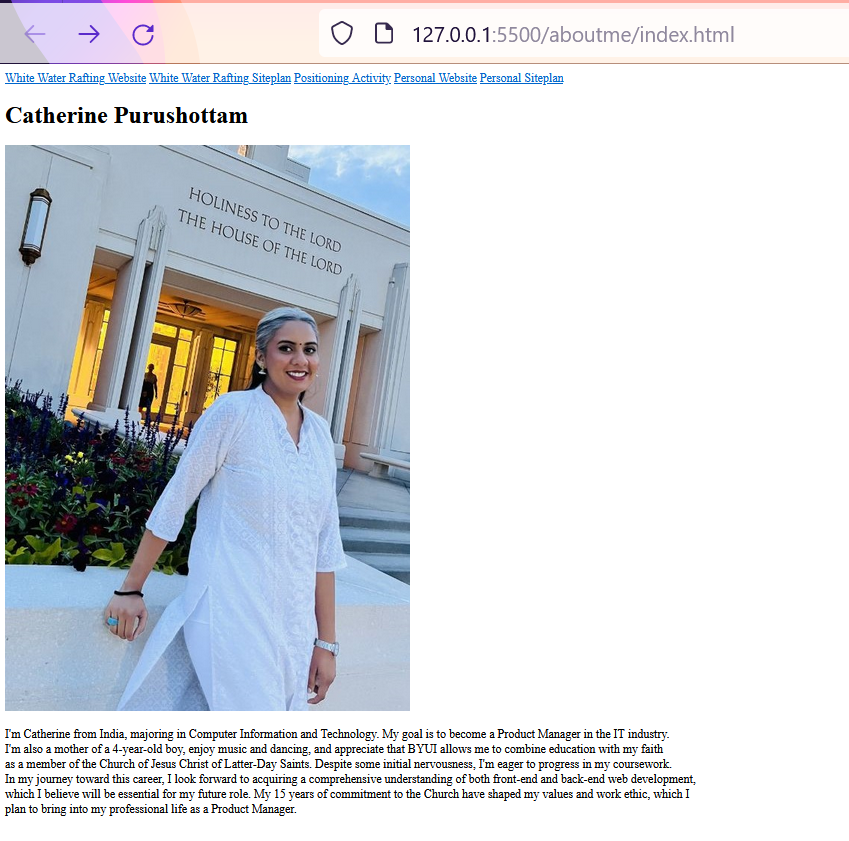 127.0.0.1:5500/aboutme/index.html
White Water Rafting Website White Water Rafting Siteplan Positioning Activity Personal Website Personal Siteplan
Catherine Purushottam
HOLINESS TO THE LORD
THE HOUSE OF THE LORD
I'm Catherine from India, majoring in Computer Information and Technology. My goal is to become a Product Manager in the IT industry.
I'm also a mother of a 4-year-old boy, enjoy music and dancing, and appreciate that BYUI allows me to combine education with my faith
as a member of the Church of Jesus Christ of Latter-Day Saints. Despite some initial nervousness, I'm eager to progress in my coursework.
In my journey toward this career, I look forward to acquiring a comprehensive understanding of both front-end and back-end web development,
which I believe will be essential for my future role. My 15 years of commitment to the Church have shaped my values and work ethic, which I
plan to bring into my professional life as a Product Manager.